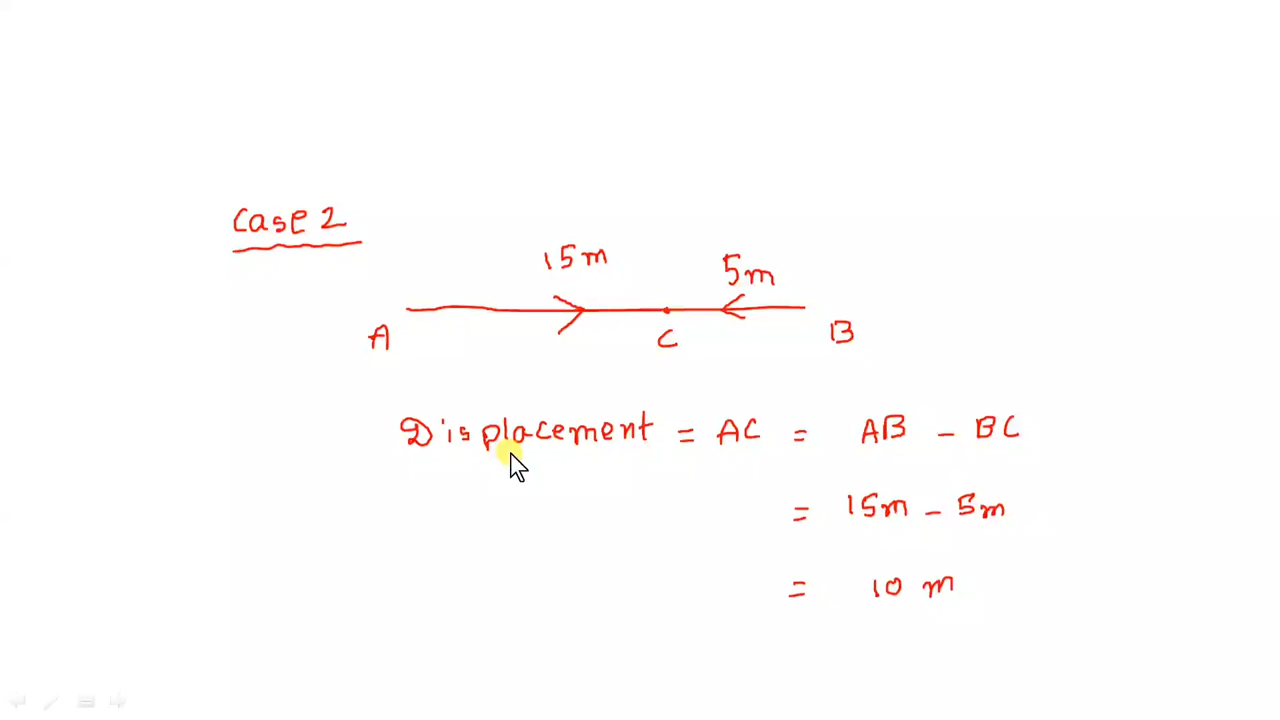 Case 2
15m 5m
A C B
Displacement = AC = AB - BC
= 15m - 5m
= 10 m